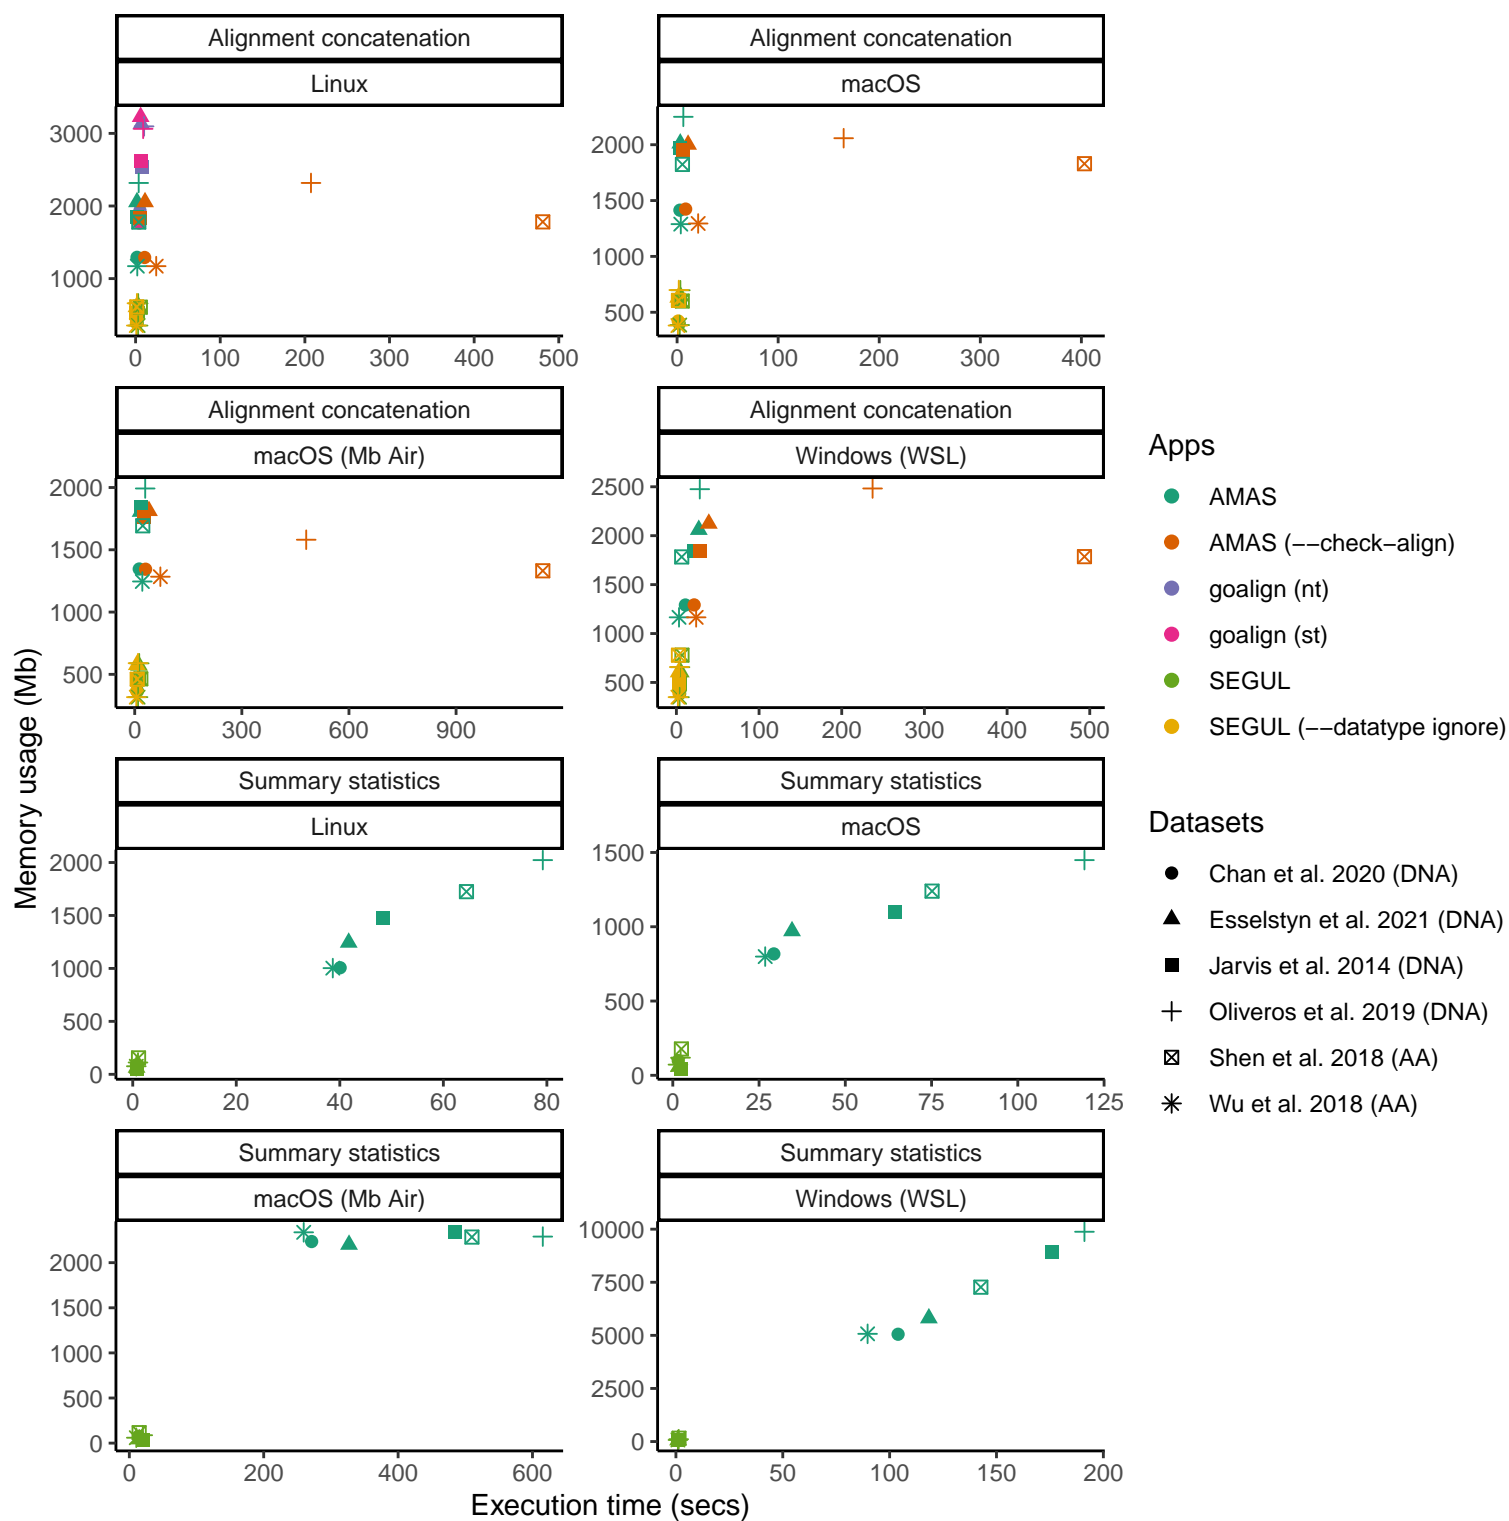 Alignment concatenation
Linux
3000
2000
1000
0 100 200 300 400 500
Alignment concatenation
macOS
2000
1500
1000
500
0 100 200 300 400
Alignment concatenation
macOS (Mb Air)
2000
1500
1000
500
0 300 600 900
Alignment concatenation
Windows (WSL)
2500
2000
1500
1000
500
0 100 200 300 400 500
Summary statistics
Linux
2000
1500
1000
500
0
0 20 40 60 80
Summary statistics
macOS
1500
1000
500
0
0 25 50 75 100 125
Summary statistics
macOS (Mb Air)
2000
1500
1000
500
0
0 200 400 600
Summary statistics
Windows (WSL)
10000
7500
5000
2500
0
0 50 100 150 200
Memory usage (Mb)
Execution time (secs)
Apps
AMAS
AMAS (−−check−align)
goalign (nt)
goalign (st)
SEGUL
SEGUL (−−datatype ignore)
Datasets
Chan et al. 2020 (DNA)
Esselstyn et al. 2021 (DNA)
Jarvis et al. 2014 (DNA)
Oliveros et al. 2019 (DNA)
Shen et al. 2018 (AA)
Wu et al. 2018 (AA)